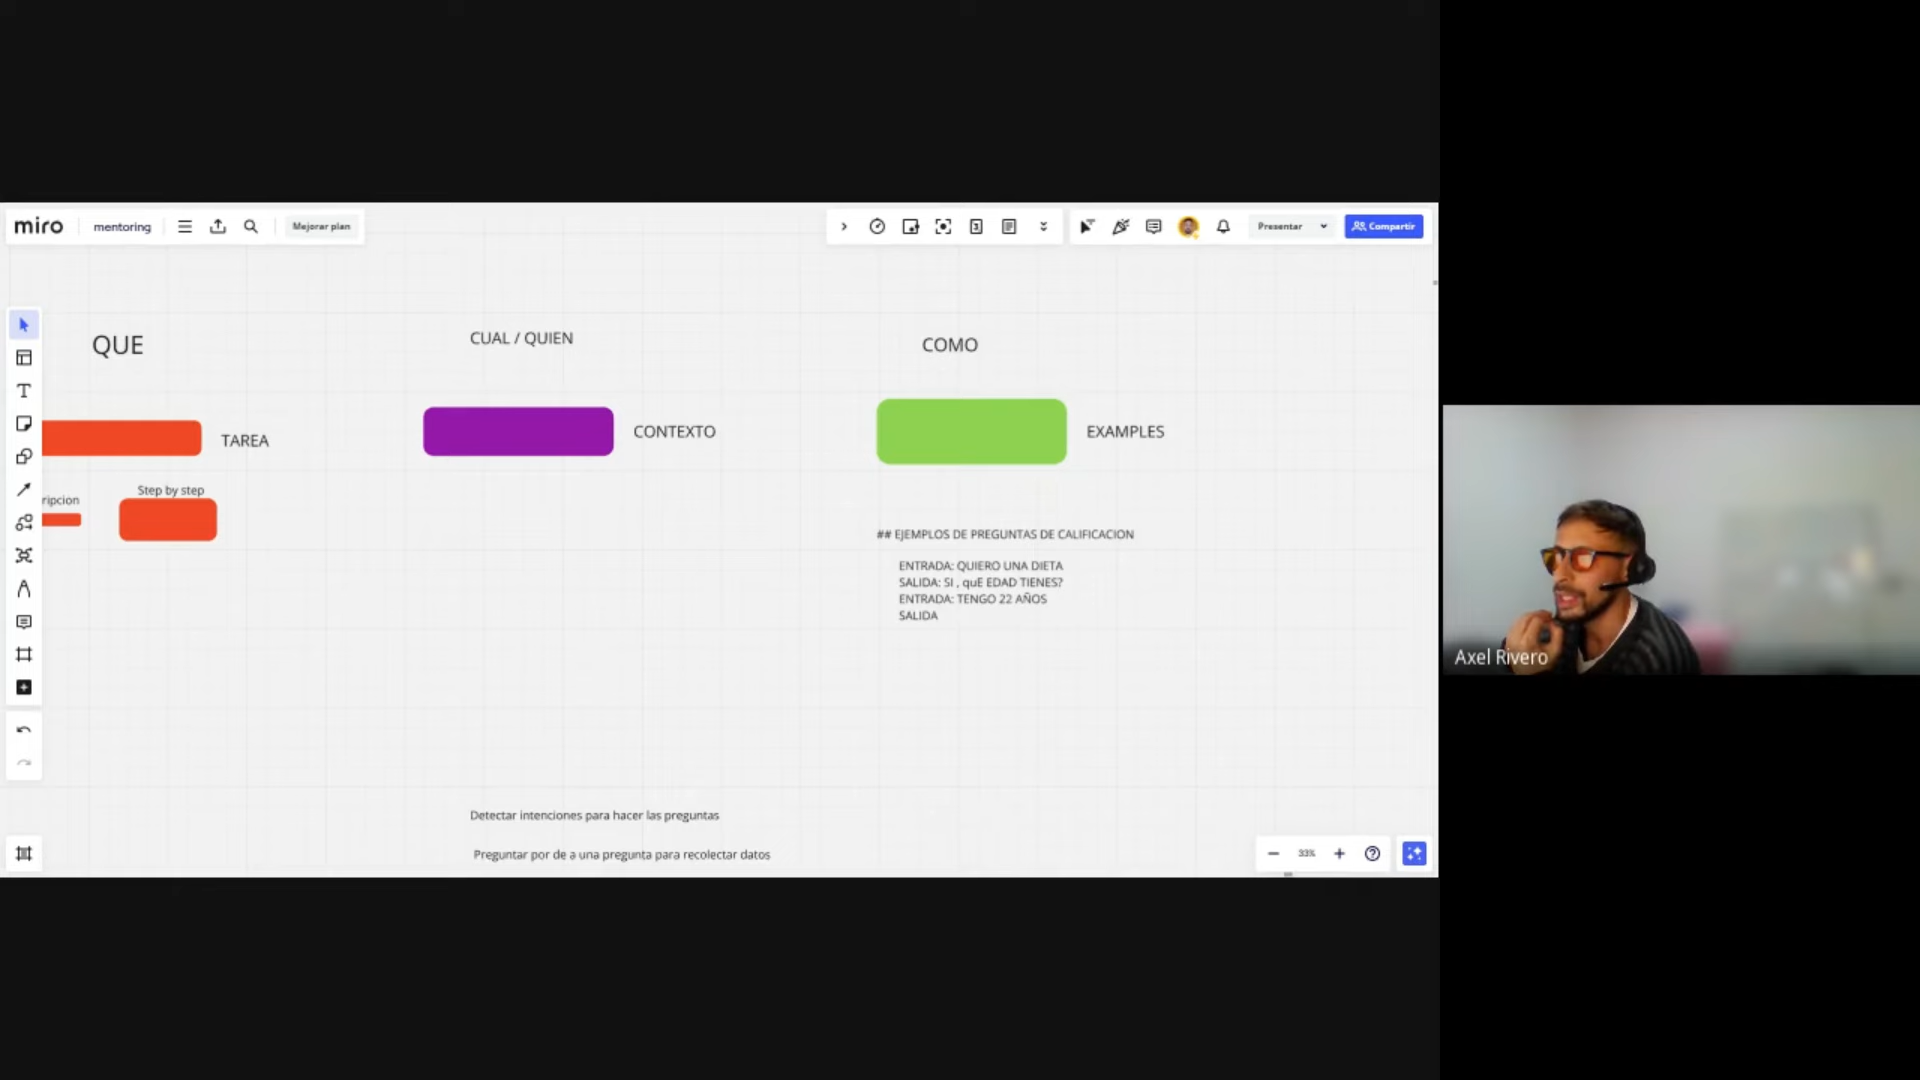 miro
mentoring
Mejorar plan
Presentar
Compartir
QUE
CUAL / QUIEN
COMO
TAREA
CONTEXTO
EXAMPLES
ripcion
Step by step
## EJEMPLOS DE PREGUNTAS DE CALIFICACION
ENTRADA: QUIERO UNA DIETA
SALIDA: SI , quE EDAD TIENES?
ENTRADA: TENGO 22 AÑOS
SALIDA
Axel Rivero
Detectar intenciones para hacer las preguntas
Preguntar por de a una pregunta para recolectar datos
33%